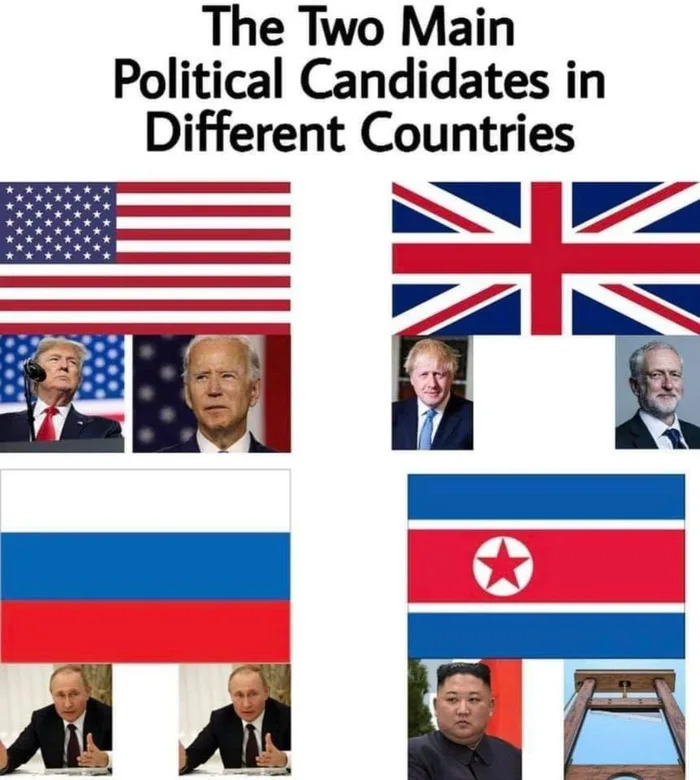 The Two Main
Political Candidates in
Different Countries